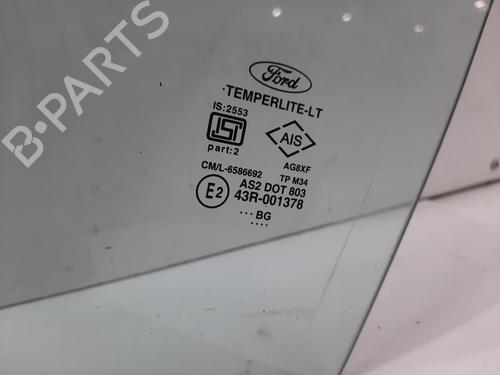 Ford
·TEMPERLITE-LT
IS:2553
ISI
AIS
part:2
AG8XF
CM/L-6586692
TP M34
E2
AS2 DOT 803
43R-001378
...BG
....
B-PARTS